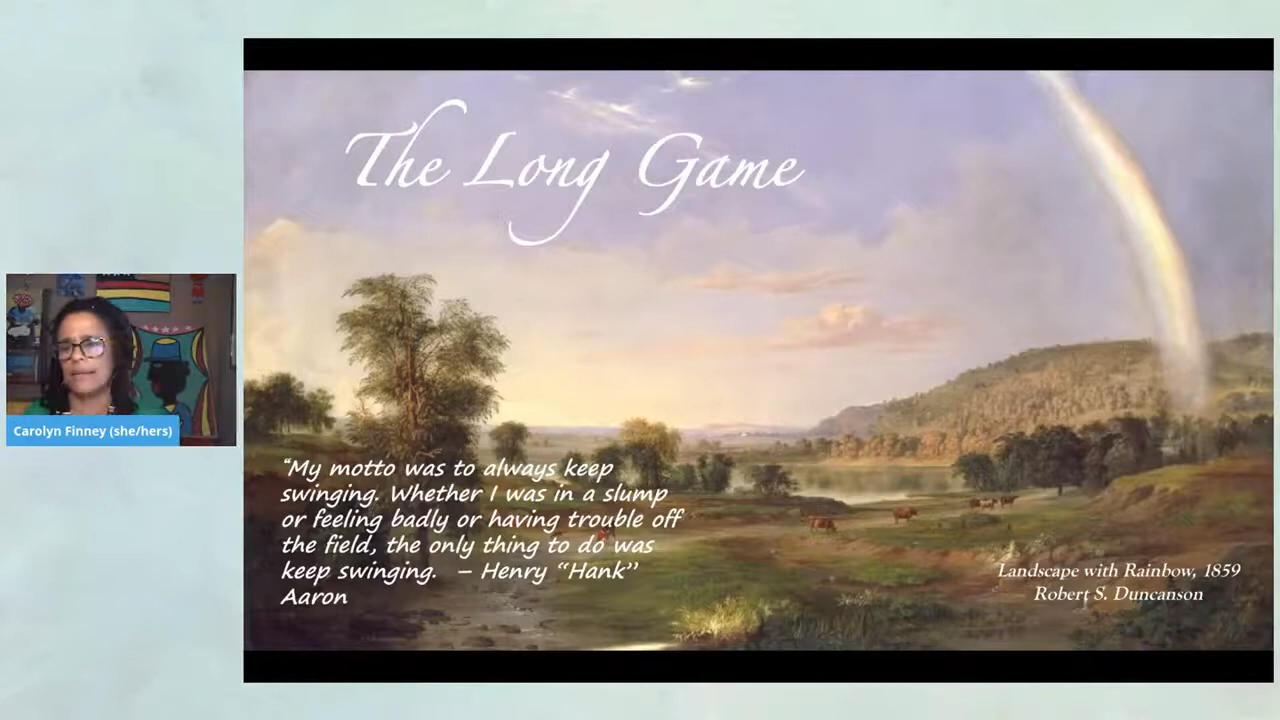 The Long Game
Carolyn Finney (she/hers)
“My motto was to always keep
swinging. Whether I was in a slump
or feeling badly or having trouble off
the field, the only thing to do was
keep swinging. – Henry “Hank”
Aaron
Landscape with Rainbow, 1859
Robert S. Duncanson